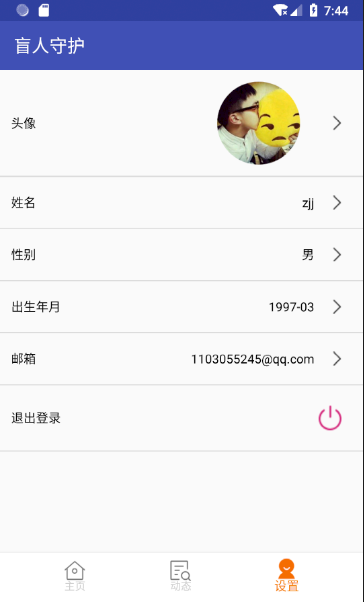 7:44
盲人守护
头像
姓名 zjj
性别 男
出生年月 1997-03
邮箱 1103055245@qq.com
退出登录
主页 动态 设置